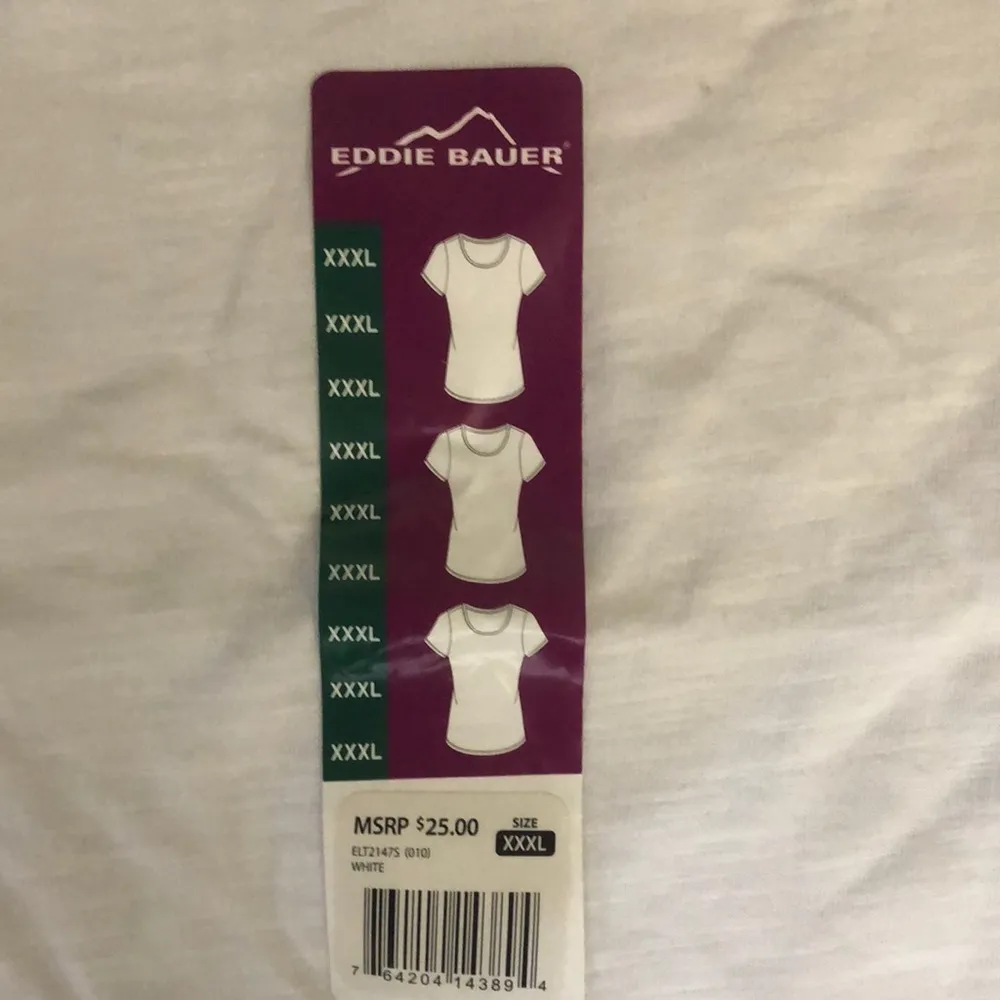 EDDIE BAUER®
XXXL
XXXL
XXXL
XXXL
XXXL
XXXL
XXXL
XXXL
XXXL
MSRP $25.00
SIZE
XXXL
ELT2147S (010)
WHITE
7 64204 14389 4